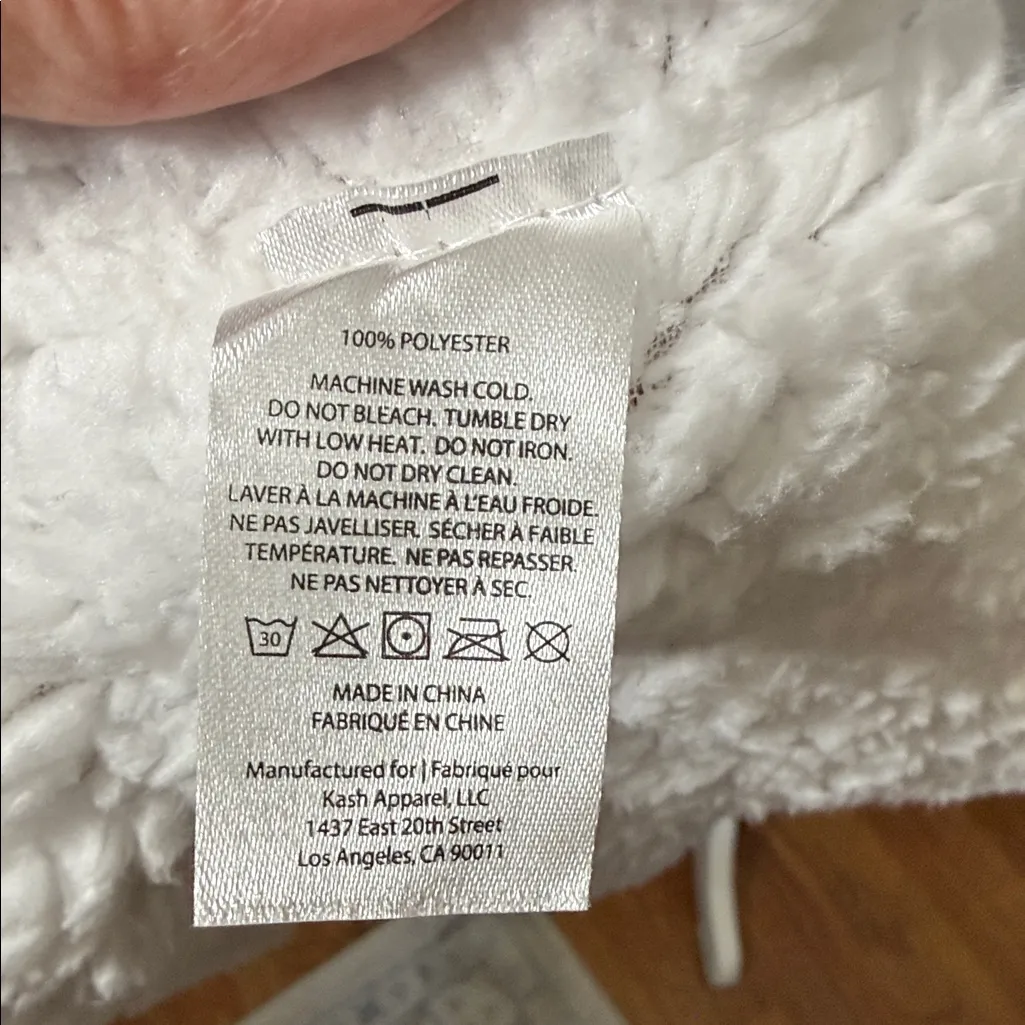 100% POLYESTER
MACHINE WASH COLD.
DO NOT BLEACH. TUMBLE DRY
WITH LOW HEAT. DO NOT IRON.
DO NOT DRY CLEAN.
LAVER À LA MACHINE À L'EAU FROIDE.
NE PAS JAVELLISER. SÉCHER À FAIBLE
TEMPÉRATURE. NE PAS REPASSER.
NE PAS NETTOYER À SEC.
30
MADE IN CHINA
FABRIQUÉ EN CHINE
Manufactured for | Fabriqué pour
Kash Apparel, LLC
1437 East 20th Street
Los Angeles, CA 90011